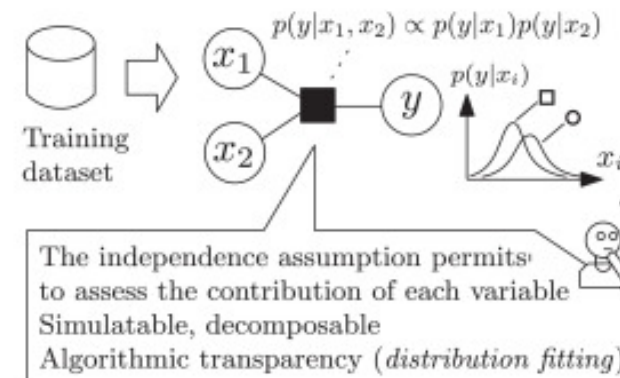 p(y|x₁, x₂) ∝ p(y|x₁)p(y|x₂)
x₁
x₂
y
p(y|xᵢ)
xᵢ
Training
dataset
The independence assumption permits
to assess the contribution of each variable
Simulatable, decomposable
Algorithmic transparency (distribution fitting)